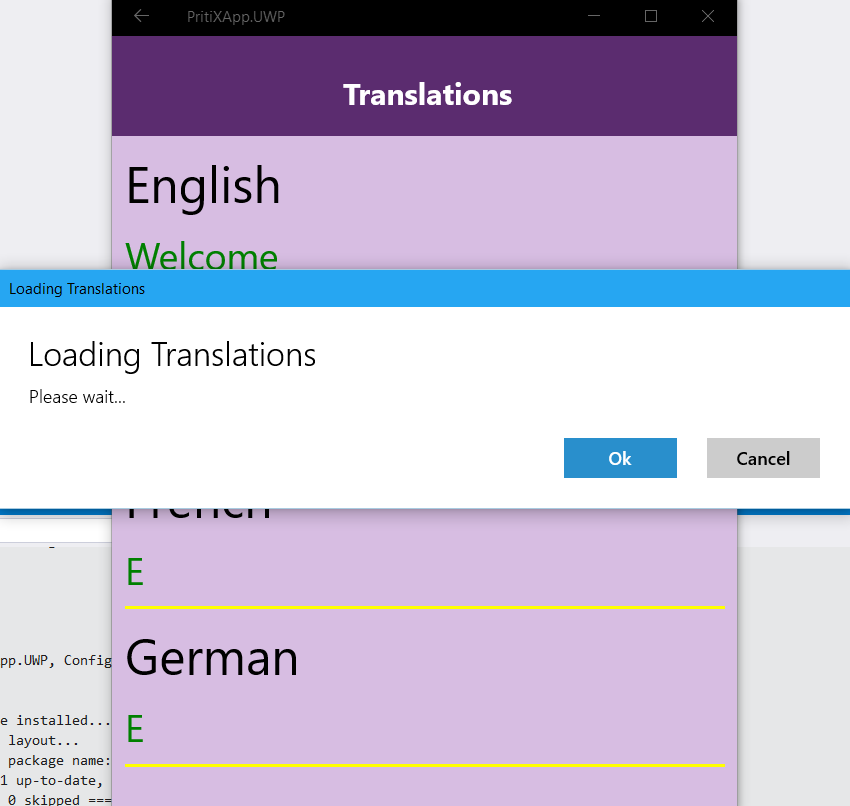 PritiXApp.UWP
Translations
English
Welcome
Loading Translations
Loading Translations
Please wait...
Ok
Cancel
French
E
German
E
pp.UWP, Config
e installed...
layout...
package name:
1 up-to-date,
0 skipped ===